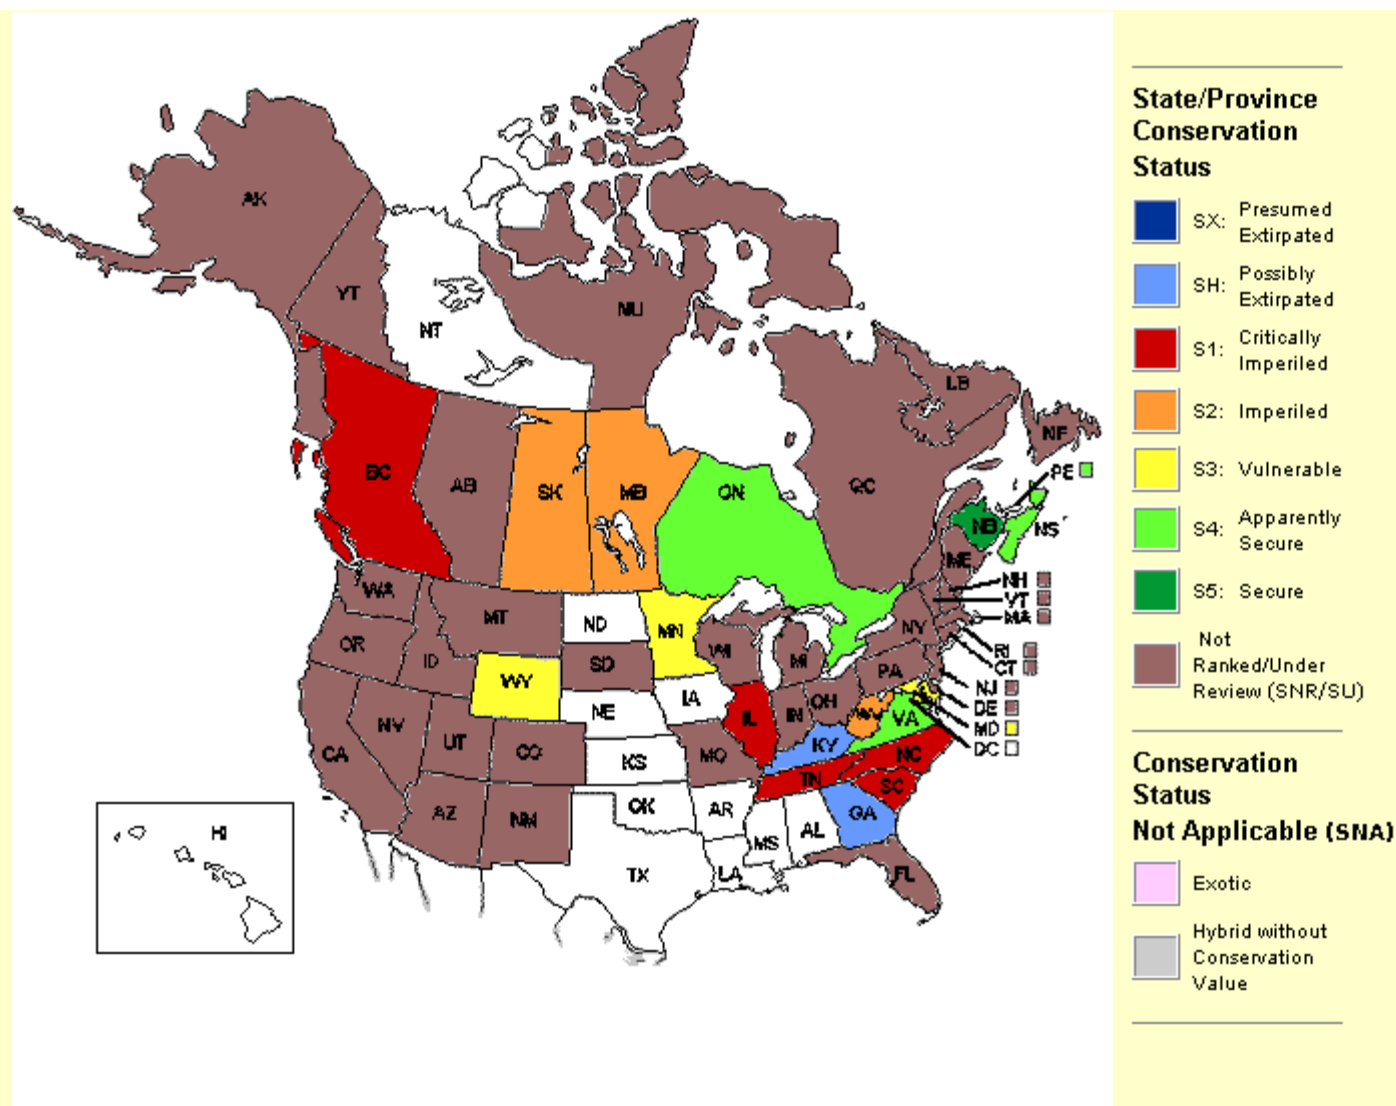 AK
YT
NT
NU
LB
NF
BC
AB
SK
MB
ON
QC
PE
NB
NS
ME
WA
MT
ND
MN
NH
VT
MA
OR
ID
SD
WI
MI
NY
RI
CT
WY
PA
NJ
IA
DE
NV
NE
IL
IN
OH
WV
VA
MD
CA
UT
CO
KS
MO
KY
DC
NC
TN
SC
AZ
NM
OK
AR
HI
MS
AL
GA
TX
LA
FL
State/Province
Conservation
Status
SX: Presumed
Extirpated
SH: Possibly
Extirpated
S1: Critically
Imperiled
S2: Imperiled
S3: Vulnerable
S4: Apparently
Secure
S5: Secure
Not
Ranked/Under
Review (SNR/SU)
Conservation
Status
Not Applicable (SNA)
Exotic
Hybrid without
Conservation
Value